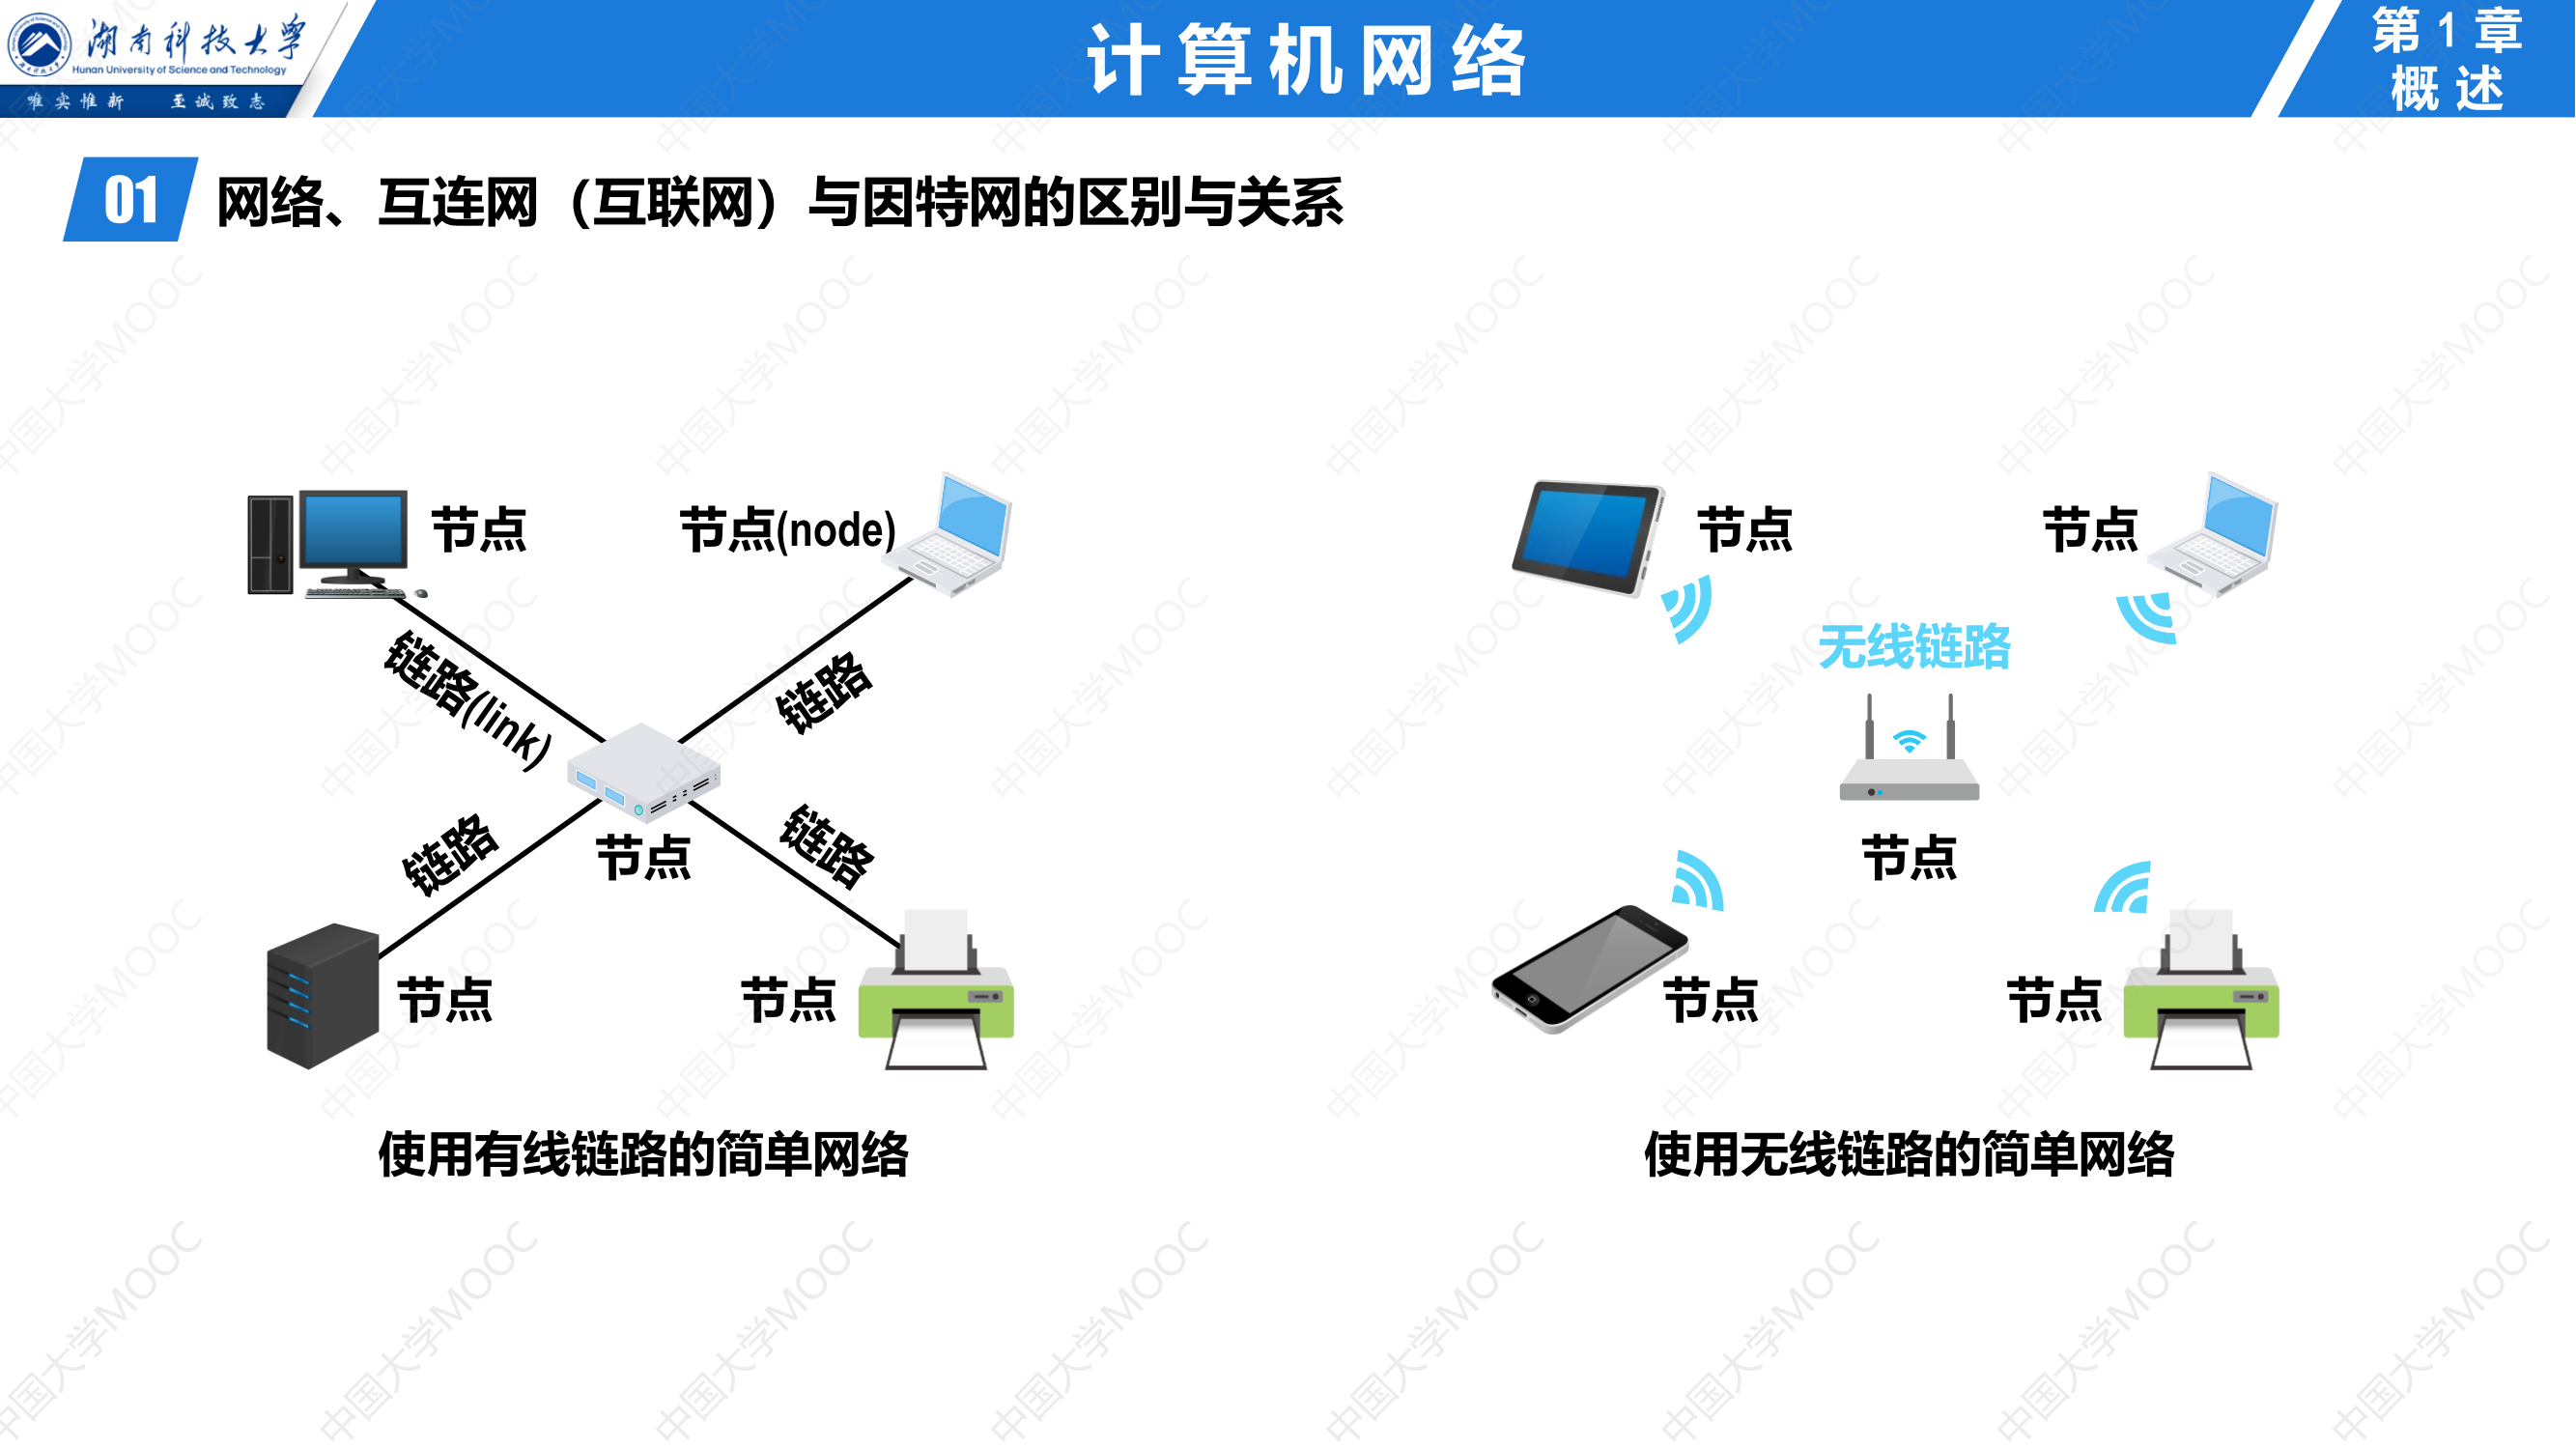 湖南科技大学
Hunan University of Science and Technology
唯实惟新 至诚致志
计算机网络
第1章
概述
01 网络、互连网（互联网）与因特网的区别与关系
节点
节点(node)
链路(link)
链路
节点
链路
链路
节点
节点
使用有线链路的简单网络
节点
节点
无线链路
节点
节点
节点
使用无线链路的简单网络
中国大学MOOC